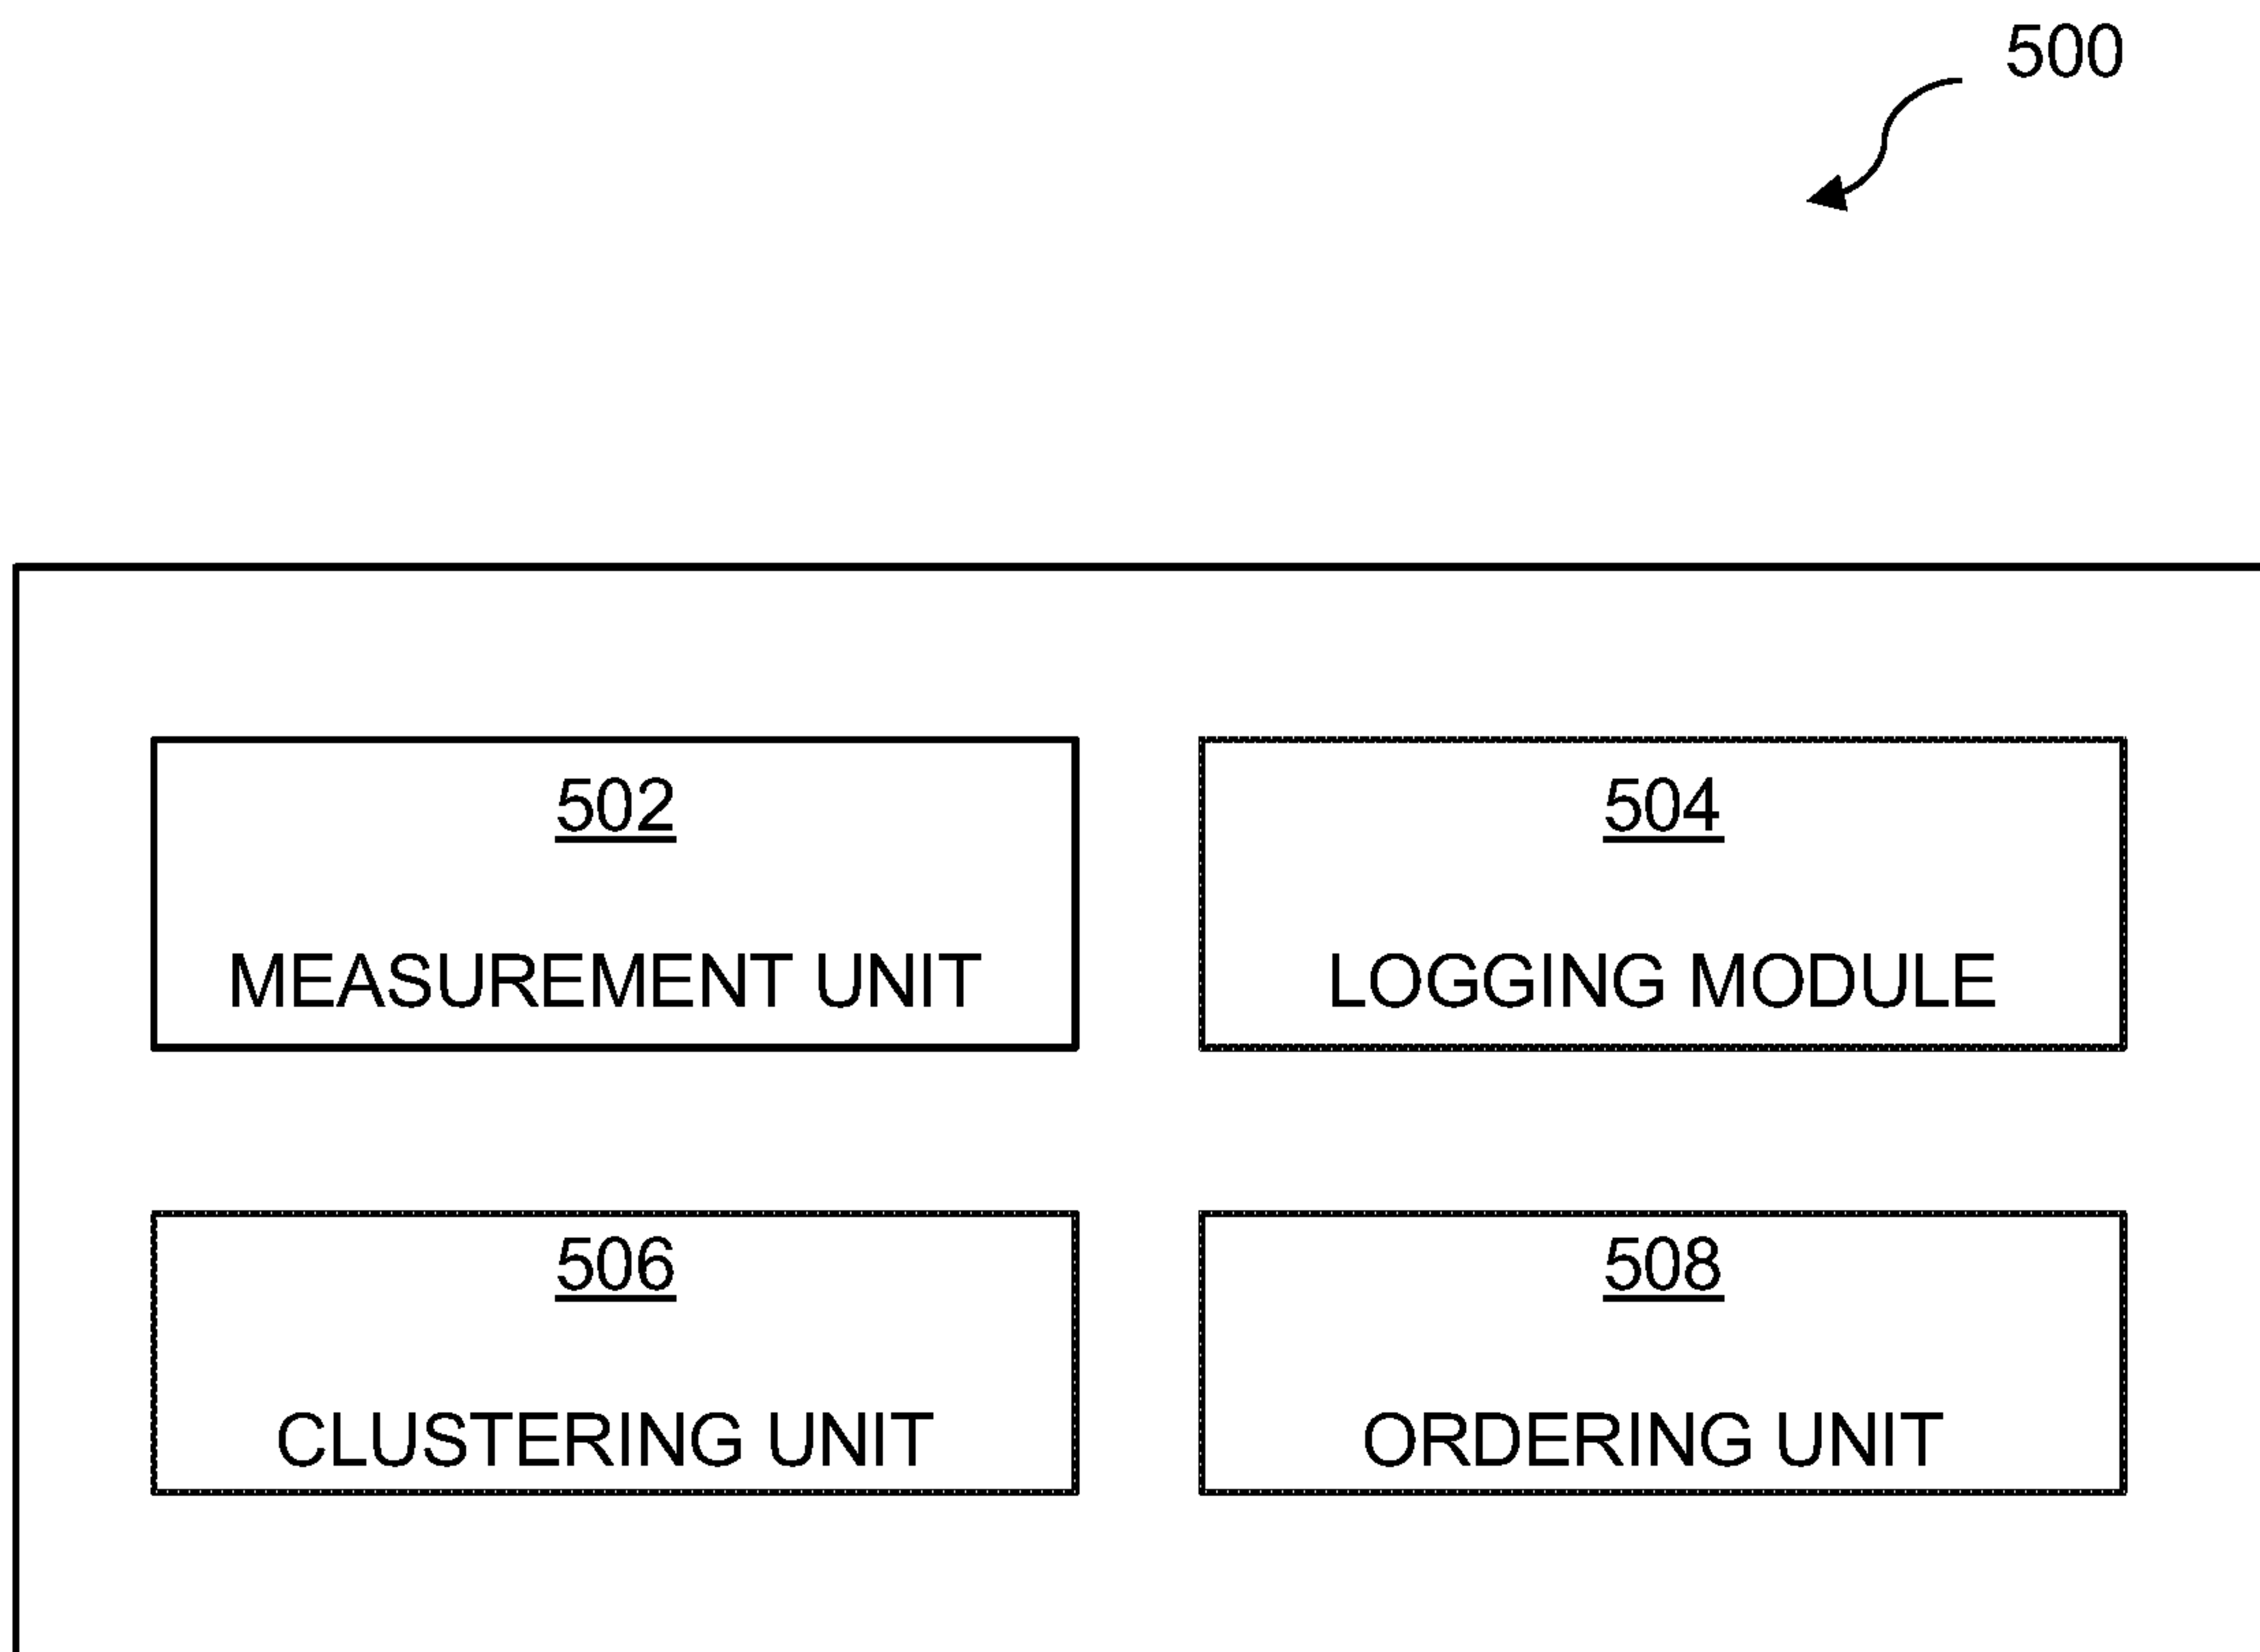 500
502
MEASUREMENT UNIT
504
LOGGING MODULE
506
CLUSTERING UNIT
508
ORDERING UNIT